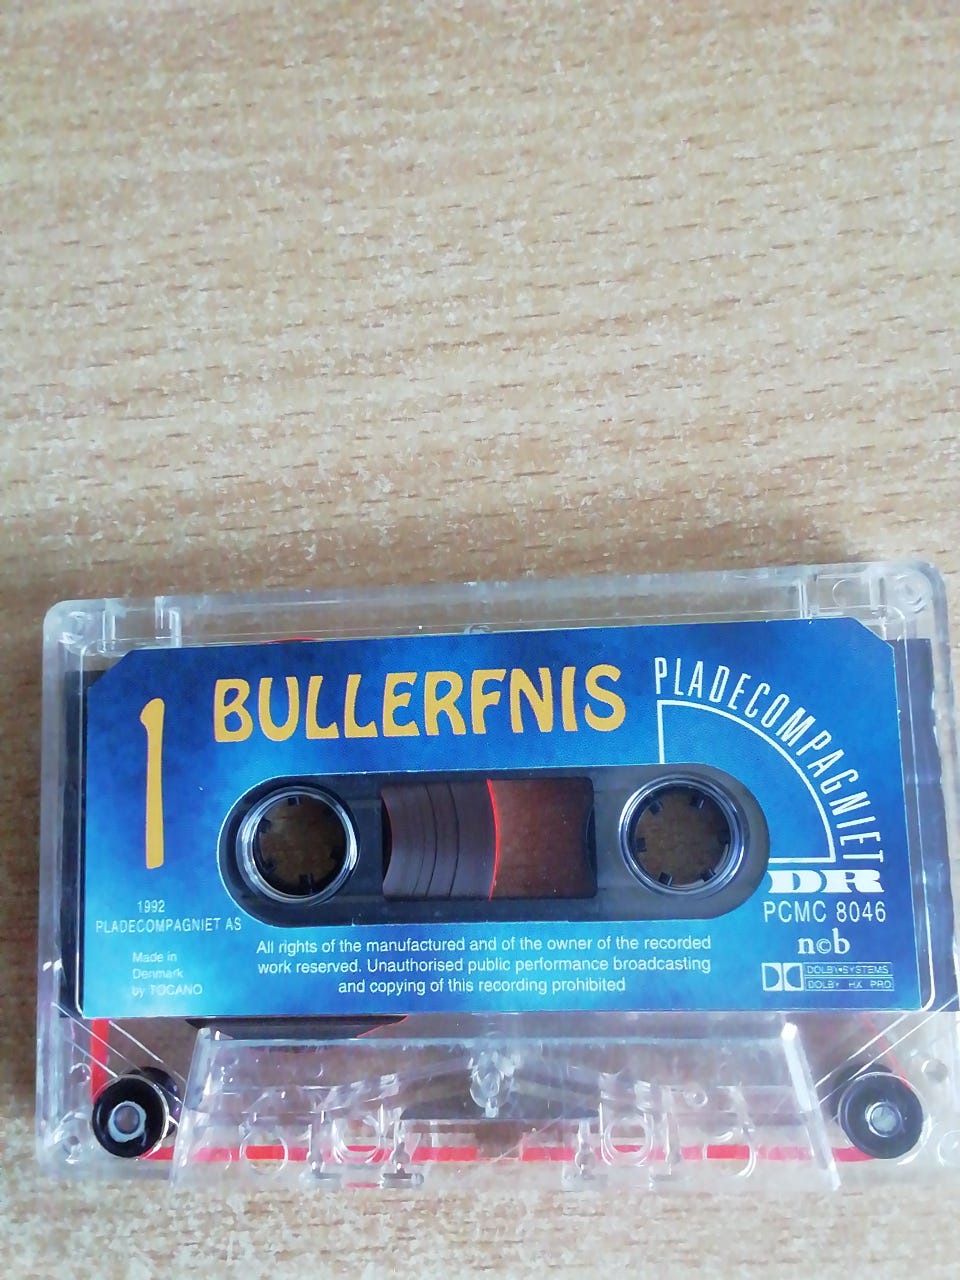 1
BULLERFNIS
PLADECOMPAGNIET
DR
PCMC 8046
n©b
DOLBY SYSTEMS
DOLBY HX PRO
1992
PLADECOMPAGNIET AS
Made in
Denmark
by TOCANO
All rights of the manufactured and of the owner of the recorded
work reserved. Unauthorised public performance broadcasting
and copying of this recording prohibited